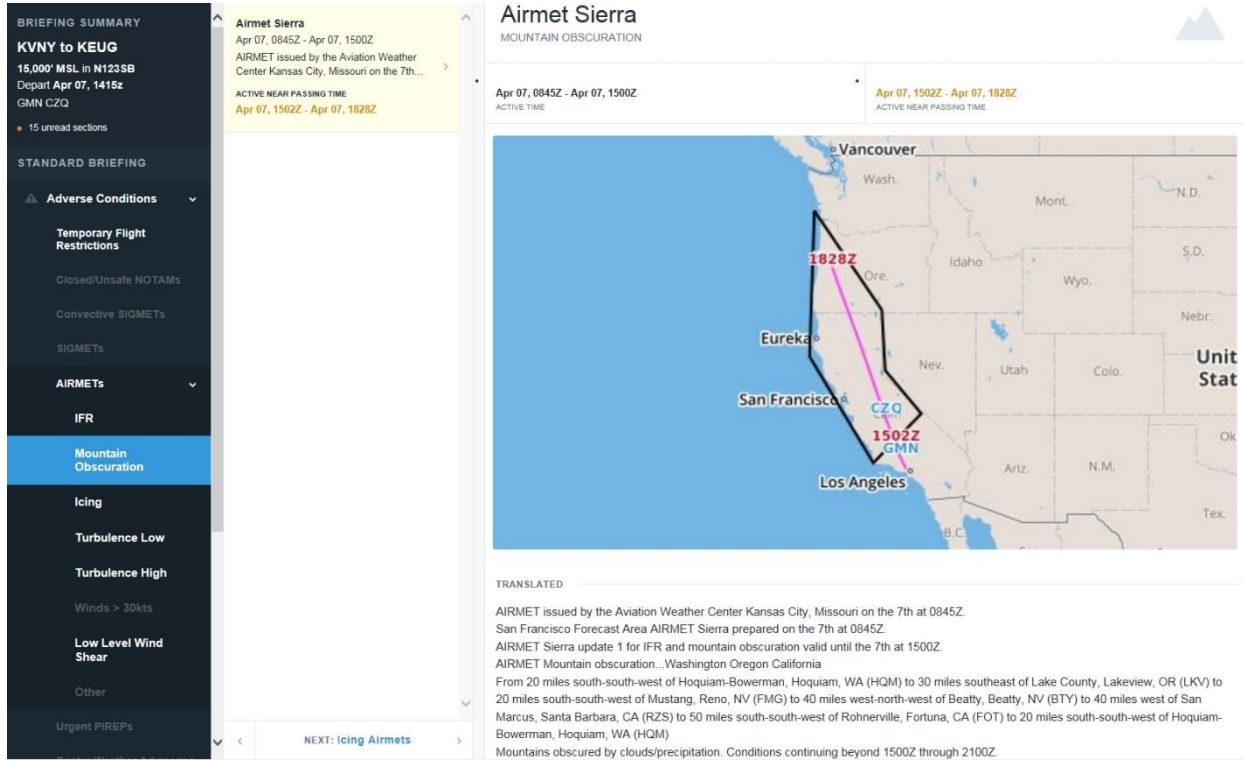 BRIEFING SUMMARY
KVNY to KEUG
15,000' MSL in N123SB
Depart Apr 07, 1415z
GMN CZQ
15 unread sections
STANDARD BRIEFING
Adverse Conditions
Temporary Flight
Restrictions
Closed/Unsafe NOTAMs
Convective SIGMETs
SIGMETs
AIRMETs
IFR
Mountain
Obscuration
Icing
Turbulence Low
Turbulence High
Winds > 30kts
Low Level Wind
Shear
Other
Urgent PIREPs
Center Weather Advisories
Airmet Sierra
Apr 07, 0845Z - Apr 07, 1500Z
AIRMET issued by the Aviation Weather
Center Kansas City, Missouri on the 7th...
ACTIVE NEAR PASSING TIME
Apr 07, 1502Z - Apr 07, 1828Z
NEXT: Icing Airmets
Airmet Sierra
MOUNTAIN OBSCURATION
Apr 07, 0845Z - Apr 07, 1500Z
ACTIVE TIME
Apr 07, 1502Z - Apr 07, 1828Z
ACTIVE NEAR PASSING TIME
Vancouver
Wash.
Mont.
N.D.
1828Z
Ore.
Idaho
S.D.
Wyo.
Nebr.
Eureka
Nev.
Utah
Colo.
Unit
Stat
San Francisco
CZQ
Calif.
1502Z
GMN
Ok
Los Angeles
Ariz.
N.M.
Tex.
B.C.
TRANSLATED
AIRMET issued by the Aviation Weather Center Kansas City, Missouri on the 7th at 0845Z.
San Francisco Forecast Area AIRMET Sierra prepared on the 7th at 0845Z.
AIRMET Sierra update 1 for IFR and mountain obscuration valid until the 7th at 1500Z.
AIRMET Mountain obscuration...Washington Oregon California
From 20 miles south-south-west of Hoquiam-Bowerman, Hoquiam, WA (HQM) to 30 miles southeast of Lake County, Lakeview, OR (LKV) to
20 miles south-south-west of Mustang, Reno, NV (FMG) to 40 miles west-north-west of Beatty, Beatty, NV (BTY) to 40 miles west of San
Marcus, Santa Barbara, CA (RZS) to 50 miles south-south-west of Rohnerville, Fortuna, CA (FOT) to 20 miles south-south-west of Hoquiam-
Bowerman, Hoquiam, WA (HQM)
Mountains obscured by clouds/precipitation. Conditions continuing beyond 1500Z through 2100Z.